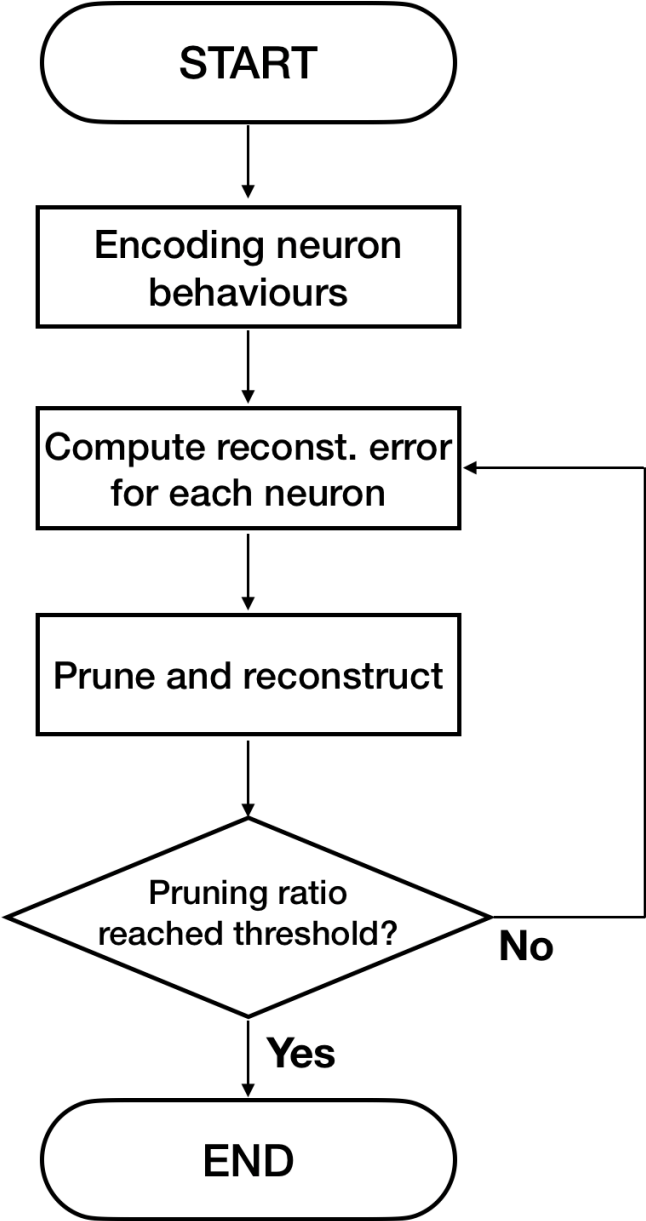 START
Encoding neuron
behaviours
Compute reconst. error
for each neuron
Prune and reconstruct
Pruning ratio
reached threshold?
No
Yes
END